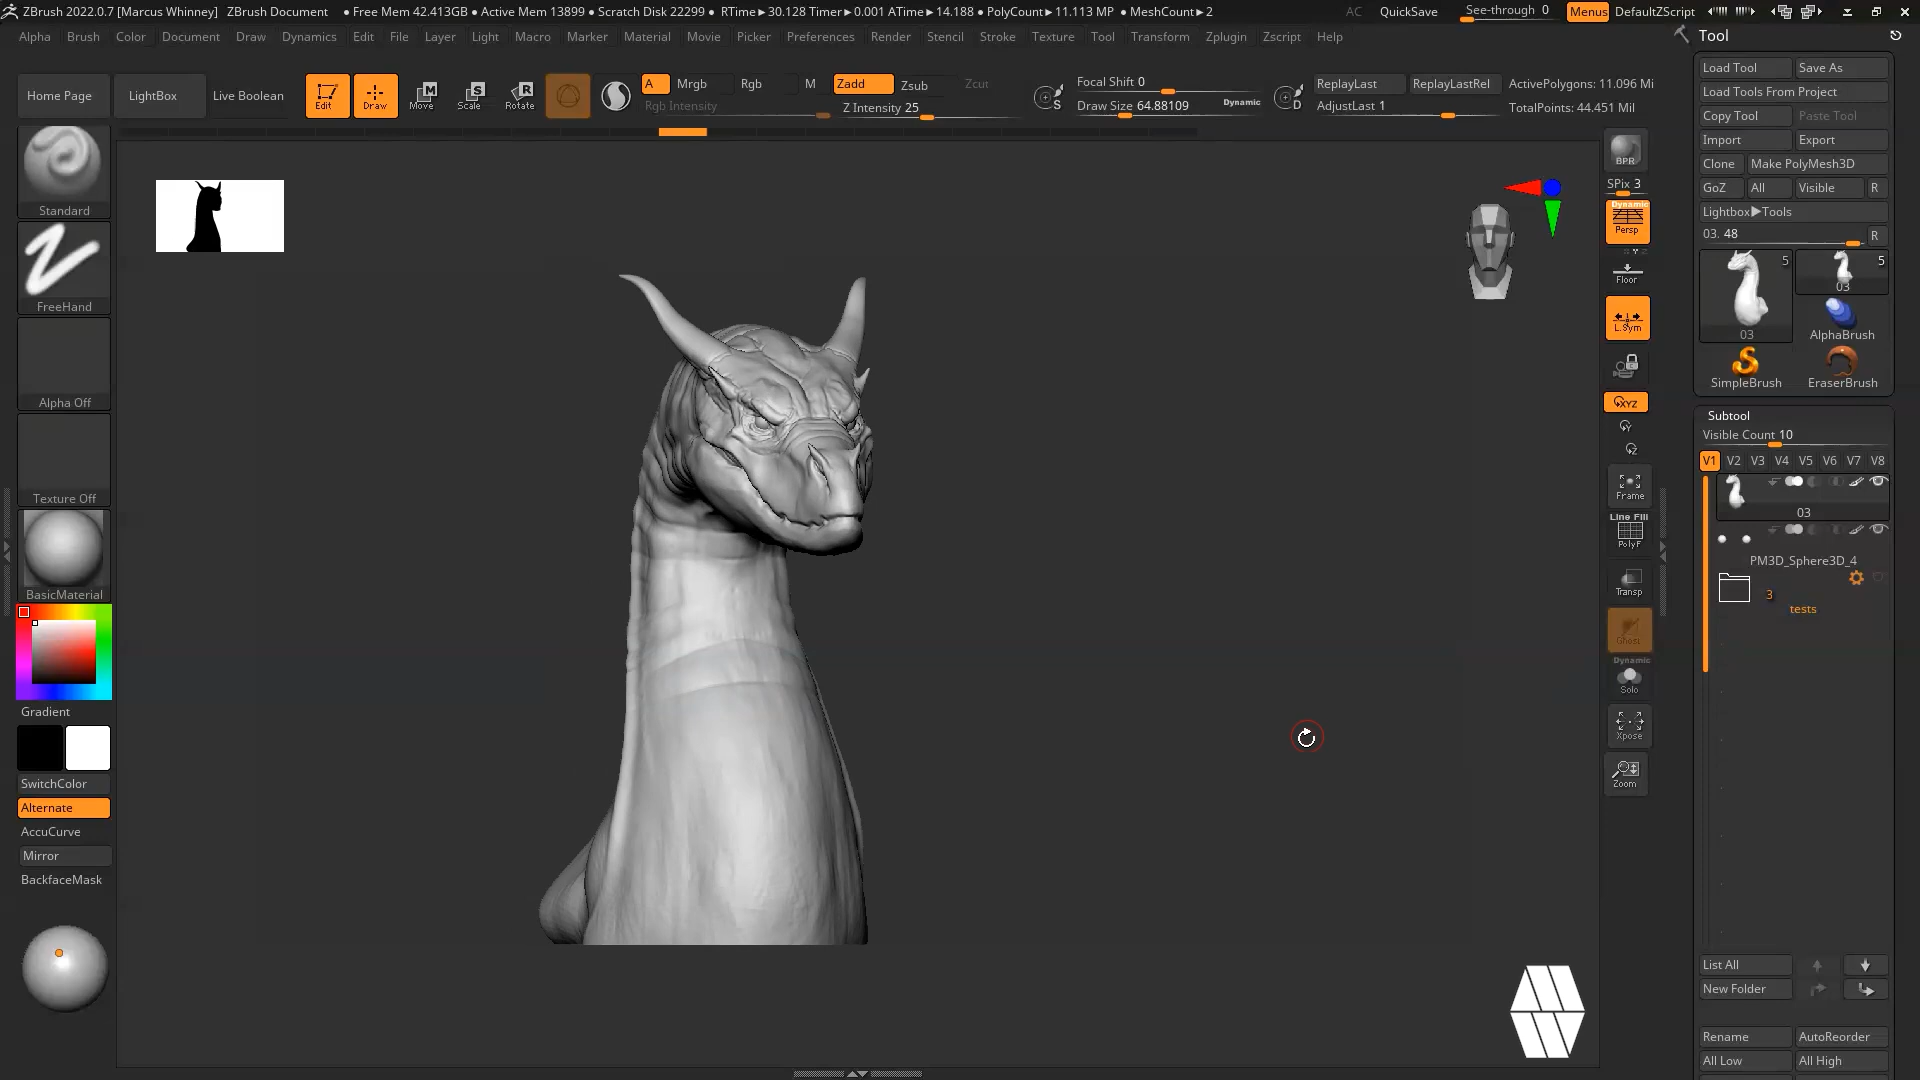 ZBrush 2022.0.7 [Marcus Whinney] ZBrush Document ● Free Mem 42.413GB ● Active Mem 13899 ● Scratch Disk 22299 ● RTime►30.128 Timer►0.001 ATime►14.188 ● PolyCount►11.113 MP ● MeshCount►2 AC QuickSave See-through 0 Menus DefaultZScript
Alpha Brush Color Document Draw Dynamics Edit File Layer Light Macro Marker Material Movie Picker Preferences Render Stencil Stroke Texture Tool Transform Zplugin Zscript Help
Tool
Home Page LightBox Live Boolean Edit Draw Move Scale Rotate
M S R
A Mrgb Rgb M Zadd Zsub Zcut
Rgb Intensity Z Intensity 25
S Focal Shift 0
Draw Size 64.88109 Dynamic
D ReplayLast ReplayLastRel ActivePolygons: 11.096 Mi
AdjustLast 1 TotalPoints: 44.451 Mil
Standard
FreeHand
Alpha Off
Texture Off
BasicMaterial
Gradient
SwitchColor
Alternate
AccuCurve
Mirror
BackfaceMask
BPR
SPix 3
Dynamic
Persp
Floor
L.Sym
XYZ
Y
Z
Frame
Line Fill
PolyF
Transp
Ghost
Dynamic
Solo
Xpose
Zoom
Load Tool Save As
Load Tools From Project
Copy Tool Paste Tool
Import Export
Clone Make PolyMesh3D
GoZ All Visible R
Lightbox►Tools
03. 48 R
5 5
03
03 AlphaBrush
SimpleBrush EraserBrush
Subtool
Visible Count 10
V1 V2 V3 V4 V5 V6 V7 V8
03
PM3D_Sphere3D_4
3
tests
List All
New Folder
Rename AutoReorder
All Low All High